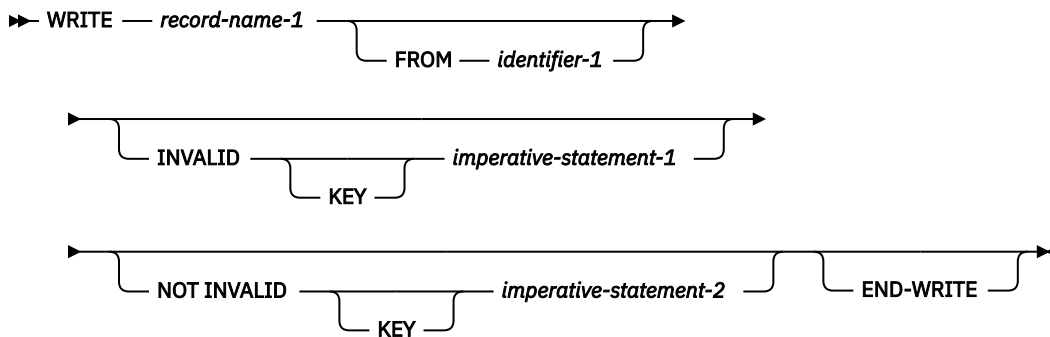 WRITE record-name-1
FROM identifier-1
INVALID imperative-statement-1
KEY
NOT INVALID imperative-statement-2 END-WRITE
KEY